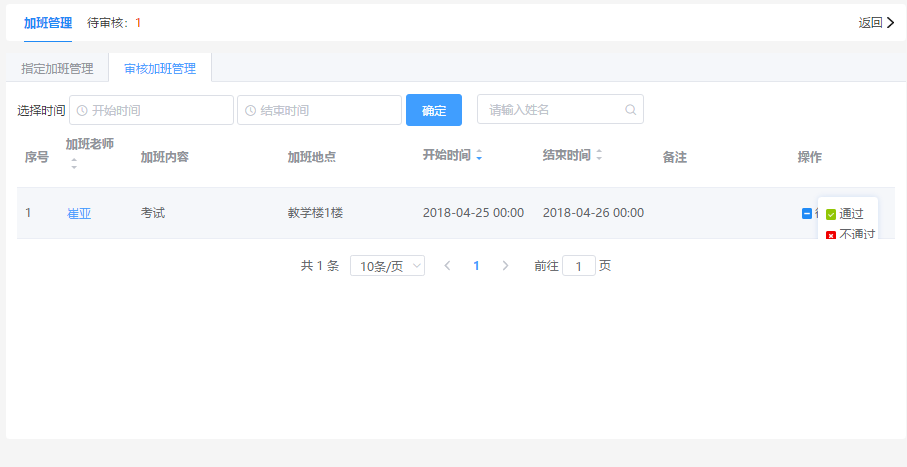 加班管理 待审核：1 返回
指定加班管理 审核加班管理
选择时间 开始时间 结束时间 确定 请输入姓名
序号 加班老师 加班内容 加班地点 开始时间 结束时间 备注 操作
1 崔亚 考试 教学楼1楼 2018-04-25 00:00 2018-04-26 00:00 通过
不通过
共 1 条 10条/页 1 前往 1 页